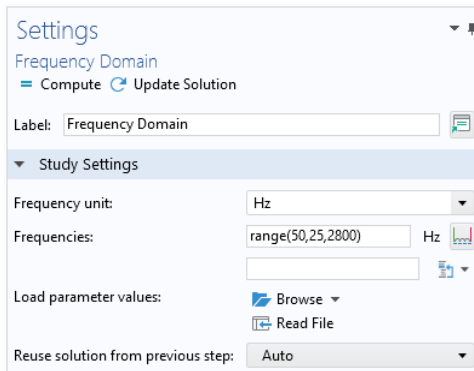 Settings
Frequency Domain
= Compute Update Solution
Label: Frequency Domain
Study Settings
Frequency unit: Hz
Frequencies: range(50,25,2800) Hz
Load parameter values: Browse
Read File
Reuse solution from previous step: Auto